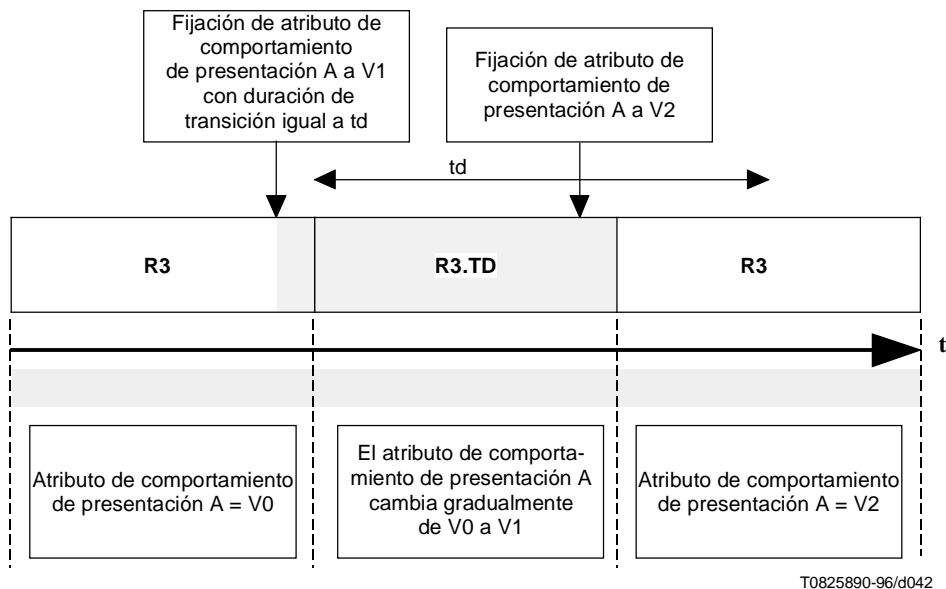 Fijación de atributo de
comportamiento
de presentación A a V1
con duración de
transición igual a td
Fijación de atributo de
comportamiento de
presentación A a V2
td
R3
R3.TD
R3
t
Atributo de comportamiento
de presentación A = V0
El atributo de comporta-
miento de presentación A
cambia gradualmente
de V0 a V1
Atributo de comportamiento
de presentación A = V2
T0825890-96/d042